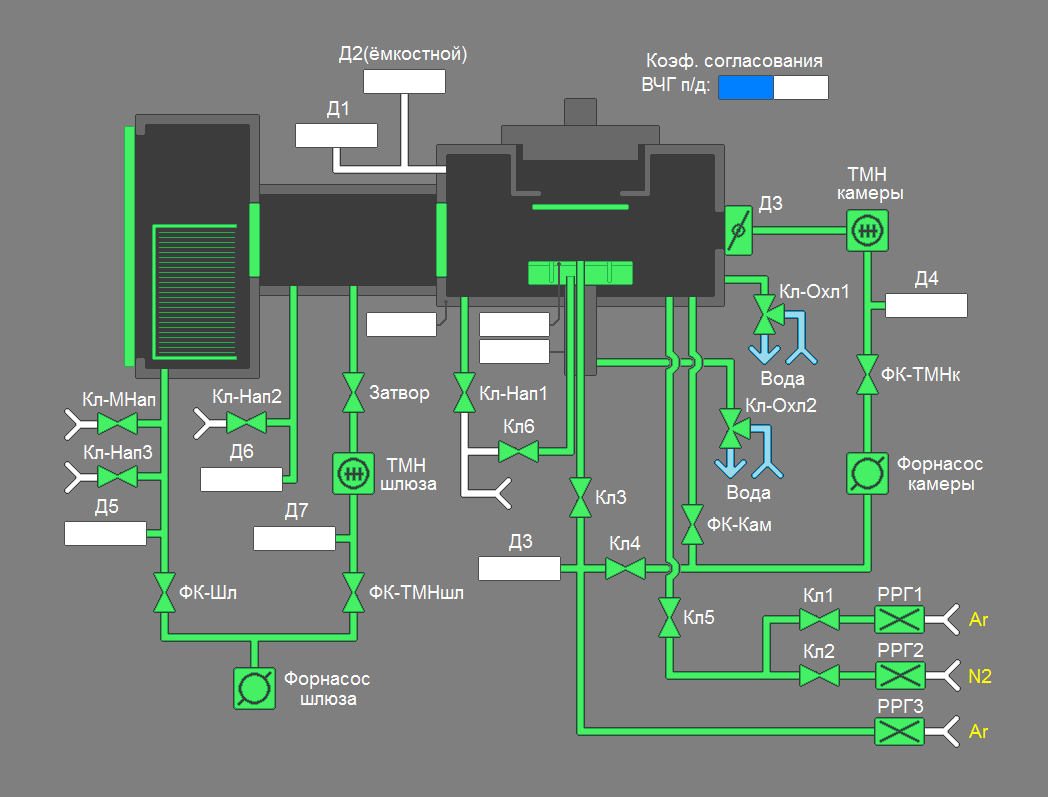 Д2(ёмкостной)
Коэф. согласования
ВЧГ п/д:
Д1
ТМН
камеры
Д3
Д4
Кл-Охл1
Вода
ФК-ТМНк
Кл-МНап
Кл-Нап2
Затвор
Кл-Нап1
Кл-Охл2
Кл6
Кл-Нап3
Д6
ТМН
шлюза
Форнасос
камеры
Вода
Д5
Д7
Кл3
ФК-Кам
Д3
Кл4
ФК-Шл
ФК-ТМНшл
Кл5
Кл1
РРГ1
Ar
Кл2
РРГ2
N2
Форнасос
шлюза
РРГ3
Ar